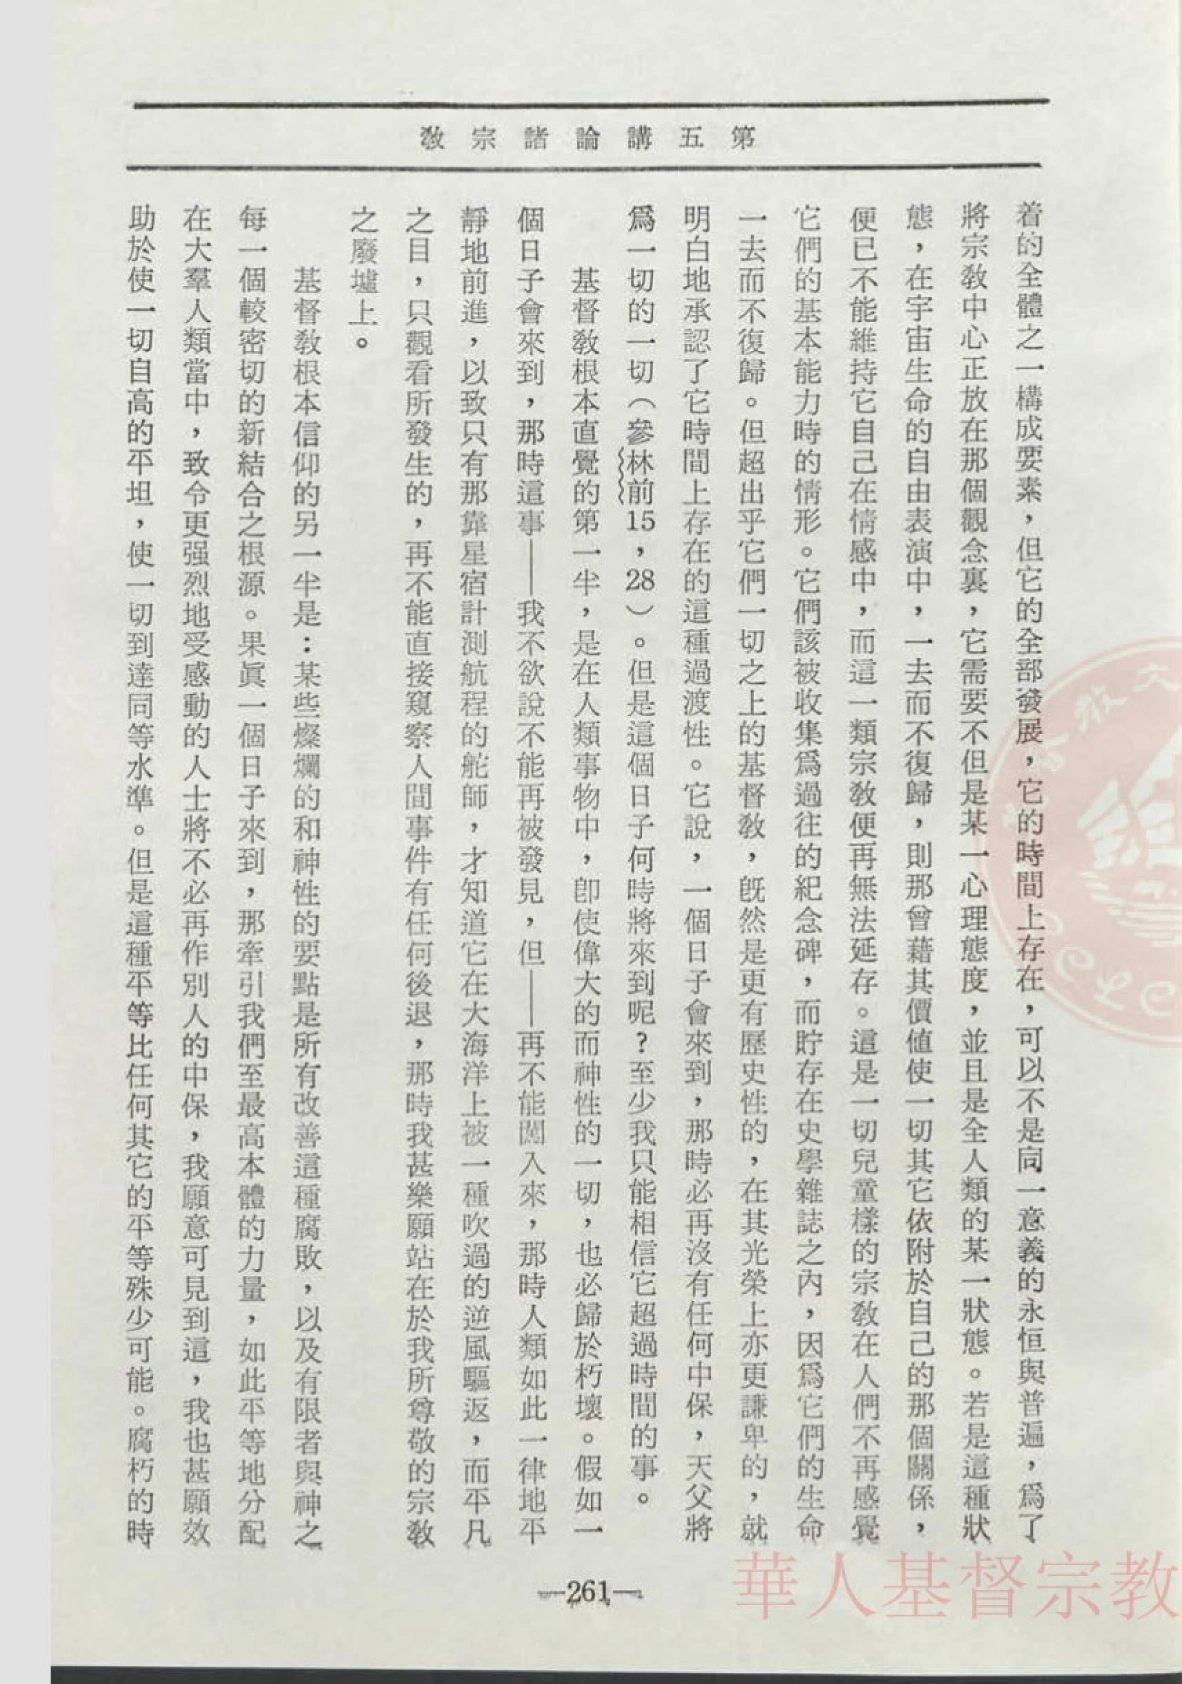 第五講論諸宗教
着的全體之一構成要素，但它的全部發展，它的時間上存在，可以不是同一意義的永恒與普遍，爲了
將宗教中心正放在那個觀念裏，它需要不但是某一心理態度，並且是全人類的某一狀態。若是這種狀
態，在宇宙生命的自由表演中，一去而不復歸，則那曾藉其價値使一切其它依附於自己的那個關係，
便已不能維持它自己在情感中，而這一類宗教便再無法延存。這是一切兒童樣的宗教在人們不再感覺
它們的基本能力時的情形。它們該被收集爲過往的紀念碑，而貯存在史學雜誌之內，因爲它們的生命
一去而不復歸。但超出乎它們一切之上的基督教，旣然是更有歷史性的，在其光榮上亦更謙卑的，就
明白地承認了它時間上存在的這種過渡性。它說，一個日子會來到，那時必再沒有任何中保，天父將
爲一切的一切（參林前15，28）。但是這個日子何時將來到呢？至少我只能相信它超過時間的事。
基督教根本直覺的第一半，是在人類事物中，卽使偉大的而神性的一切，也必歸於朽壞。假如一
個日子會來到，那時這事——我不欲說不能再被發見，但——再不能闖入來，那時人類如此一律地平
靜地前進，以致只有那靠星宿計測航程的舵師，才知道它在大海洋上被一種吹過的逆風驅返，而平凡
之目，只觀看所發生的，再不能直接窺察人間事件有任何後退，那時我甚樂願站在於我所尊敬的宗教
之廢墟上。
基督教根本信仰的另一半是：某些燦爛的和神性的要點是所有改善這種腐敗，以及有限者與神之
每一個較密切的新結合之根源。果眞一個日子來到，那牽引我們至最高本體的力量，如此平等地分配
在大羣人類當中，致令更强烈地受感動的人士將不必再作別人的中保，我願意可見到這，我也甚願效
助於使一切自高的平坦，使一切到達同等水準。但是這種平等比任何其它的平等殊少可能。腐朽的時
—261—
華人基督宗教